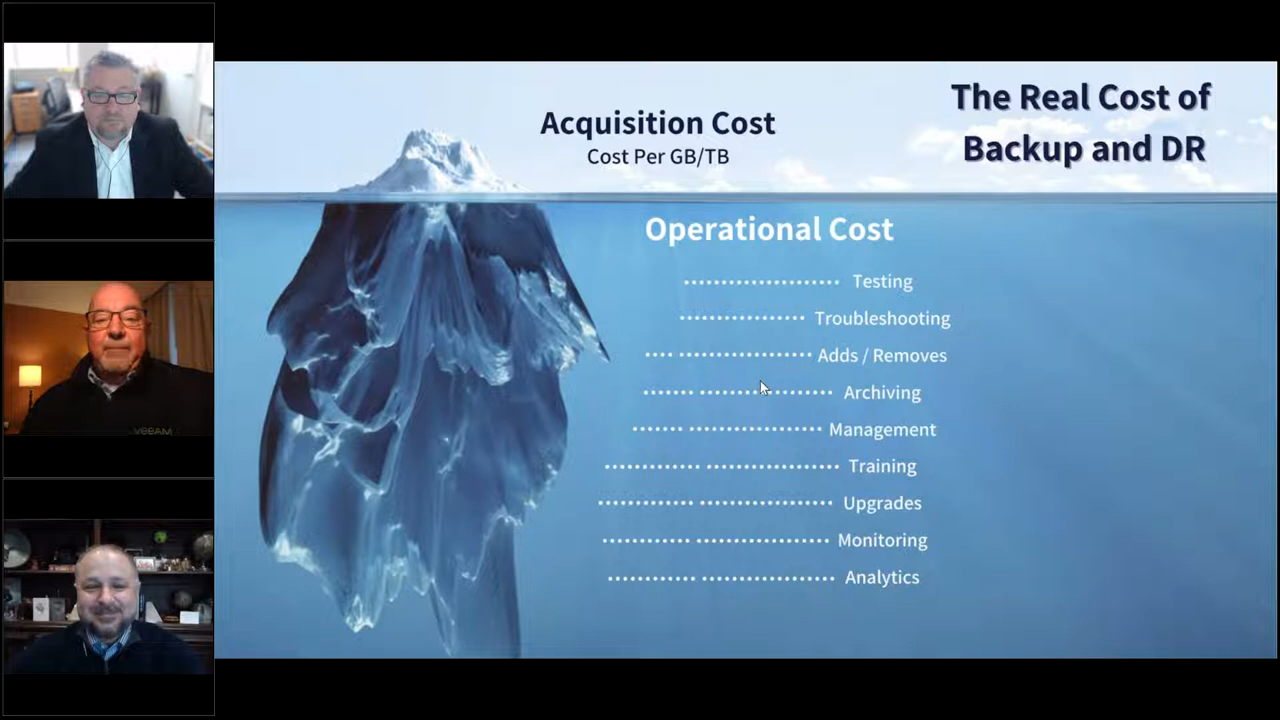 The Real Cost of
Backup and DR
Acquisition Cost
Cost Per GB/TB
Operational Cost
Testing
Troubleshooting
Adds / Removes
Archiving
Management
Training
Upgrades
Monitoring
Analytics
veeAM